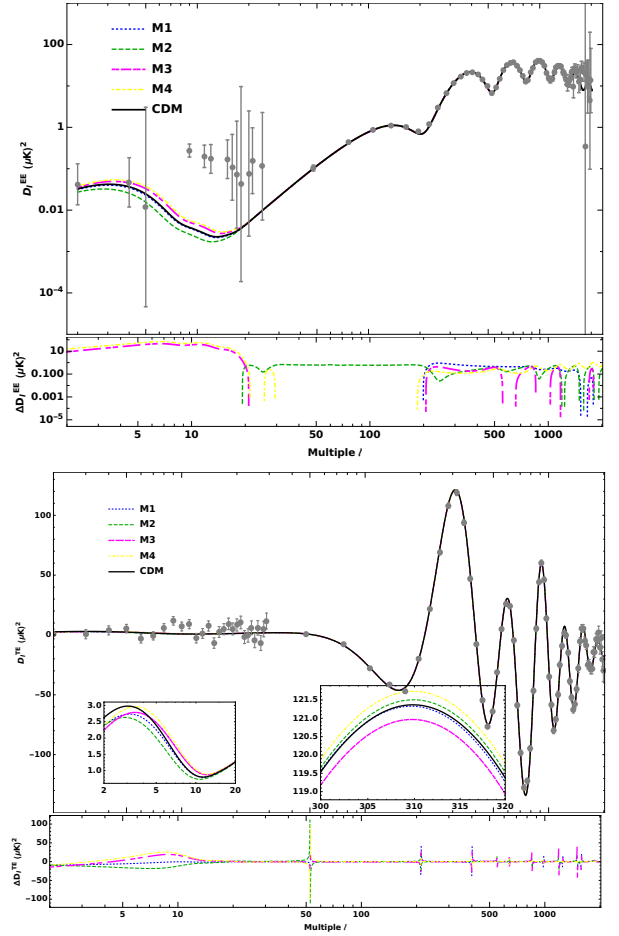 M1
M2
M3
M4
CDM
100
1
0.01
10⁻⁴
D_l^EE (μK)²
10
0.100
0.001
10⁻⁵
ΔD_l^EE (μK)²
5 10 50 100 500 1000
Multiple l
M1
M2
M3
M4
CDM
100
50
0
−50
−100
D_l^TE (μK)²
3.0
2.5
2.0
1.5
1.0
2 5 10 20
121.5
121.0
120.5
120.0
119.5
119.0
300 305 310 315 320
100
50
0
−50
−100
ΔD_l^TE (μK)²
5 10 50 100 500 1000
Multiple l